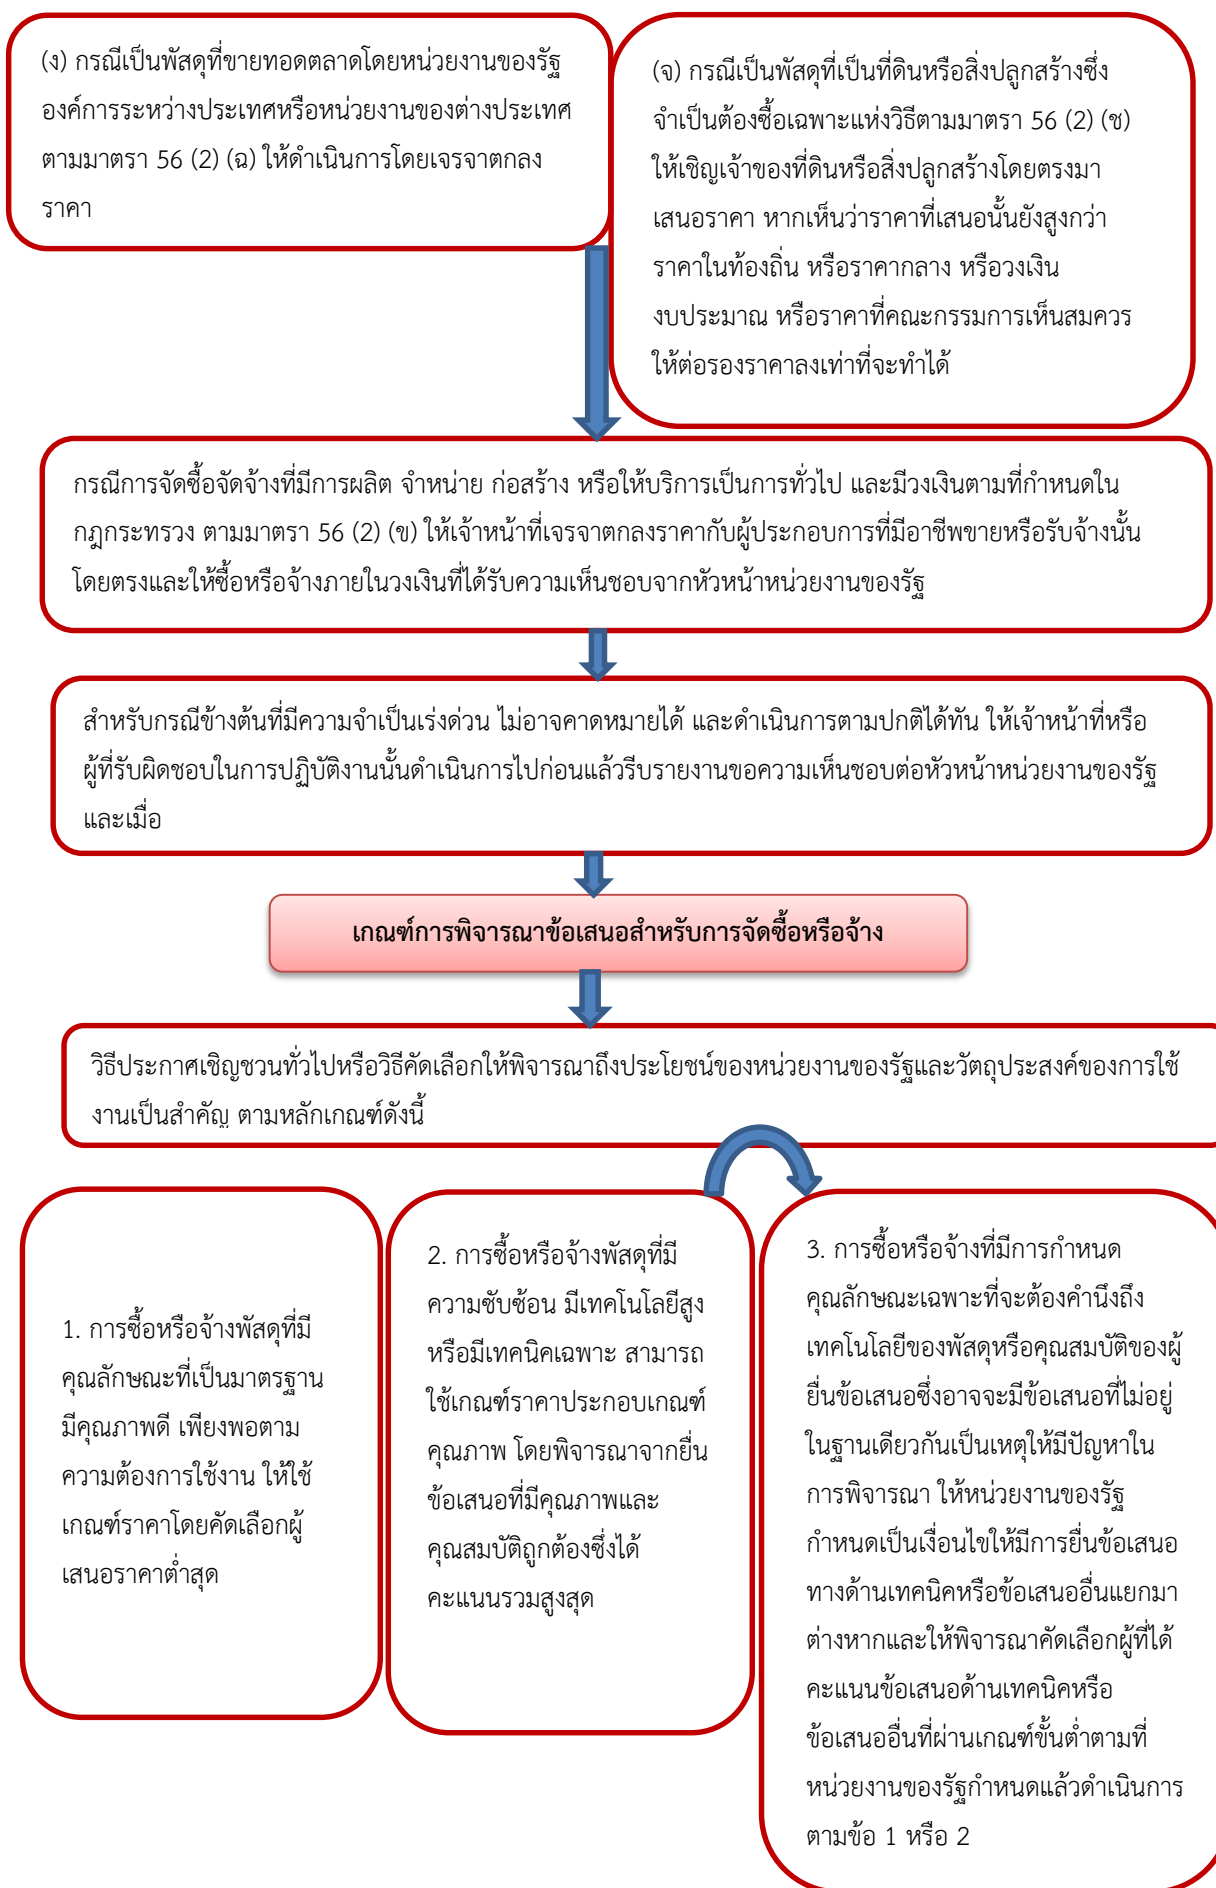 (ง) กรณีเป็นพัสดุที่ขายทอดตลาดโดยหน่วยงานของรัฐ
องค์การระหว่างประเทศหรือหน่วยงานของต่างประเทศ
ตามมาตรา 56 (2) (ฉ) ให้ดำเนินการโดยเจรจาตกลง
ราคา
(จ) กรณีเป็นพัสดุที่เป็นที่ดินหรือสิ่งปลูกสร้างซึ่ง
จำเป็นต้องซื้อเฉพาะแห่งวิธีตามมาตรา 56 (2) (ช)
ให้เชิญเจ้าของที่ดินหรือสิ่งปลูกสร้างโดยตรงมา
เสนอราคา หากเห็นว่าราคาที่เสนอนั้นยังสูงกว่า
ราคาในท้องถิ่น หรือราคากลาง หรือวงเงิน
งบประมาณ หรือราคาที่คณะกรรมการเห็นสมควร
ให้ต่อรองราคาลงเท่าที่จะทำได้
กรณีการจัดซื้อจัดจ้างที่มีการผลิต จำหน่าย ก่อสร้าง หรือให้บริการเป็นการทั่วไป และมีวงเงินตามที่กำหนดใน
กฎกระทรวง ตามมาตรา 56 (2) (ข) ให้เจ้าหน้าที่เจรจาตกลงราคากับผู้ประกอบการที่มีอาชีพขายหรือรับจ้างนั้น
โดยตรงและให้ซื้อหรือจ้างภายในวงเงินที่ได้รับความเห็นชอบจากหัวหน้าหน่วยงานของรัฐ
สำหรับกรณีข้างต้นที่มีความจำเป็นเร่งด่วน ไม่อาจคาดหมายได้ และดำเนินการตามปกติได้ทัน ให้เจ้าหน้าที่หรือ
ผู้ที่รับผิดชอบในการปฏิบัติงานนั้นดำเนินการไปก่อนแล้วรีบรายงานขอความเห็นชอบต่อหัวหน้าหน่วยงานของรัฐ
และเมื่อ
เกณฑ์การพิจารณาข้อเสนอสำหรับการจัดซื้อหรือจ้าง
วิธีประกาศเชิญชวนทั่วไปหรือวิธีคัดเลือกให้พิจารณาถึงประโยชน์ของหน่วยงานของรัฐและวัตถุประสงค์ของการใช้
งานเป็นสำคัญ ตามหลักเกณฑ์ดังนี้
1. การซื้อหรือจ้างพัสดุที่มี
คุณลักษณะที่เป็นมาตรฐาน
มีคุณภาพดี เพียงพอตาม
ความต้องการใช้งาน ให้ใช้
เกณฑ์ราคาโดยคัดเลือกผู้
เสนอราคาต่ำสุด
2. การซื้อหรือจ้างพัสดุที่มี
ความซับซ้อน มีเทคโนโลยีสูง
หรือมีเทคนิคเฉพาะ สามารถ
ใช้เกณฑ์ราคาประกอบเกณฑ์
คุณภาพ โดยพิจารณาจากยื่น
ข้อเสนอที่มีคุณภาพและ
คุณสมบัติถูกต้องซึ่งได้
คะแนนรวมสูงสุด
3. การซื้อหรือจ้างที่มีการกำหนด
คุณลักษณะเฉพาะที่จะต้องคำนึงถึง
เทคโนโลยีของพัสดุหรือคุณสมบัติของผู้
ยื่นข้อเสนอซึ่งอาจจะมีข้อเสนอที่ไม่อยู่
ในฐานเดียวกันเป็นเหตุให้มีปัญหาใน
การพิจารณา ให้หน่วยงานของรัฐ
กำหนดเป็นเงื่อนไขให้มีการยื่นข้อเสนอ
ทางด้านเทคนิคหรือข้อเสนออื่นแยกมา
ต่างหากและให้พิจารณาคัดเลือกผู้ที่ได้
คะแนนข้อเสนอด้านเทคนิคหรือ
ข้อเสนออื่นที่ผ่านเกณฑ์ขั้นต่ำตามที่
หน่วยงานของรัฐกำหนดแล้วดำเนินการ
ตามข้อ 1 หรือ 2